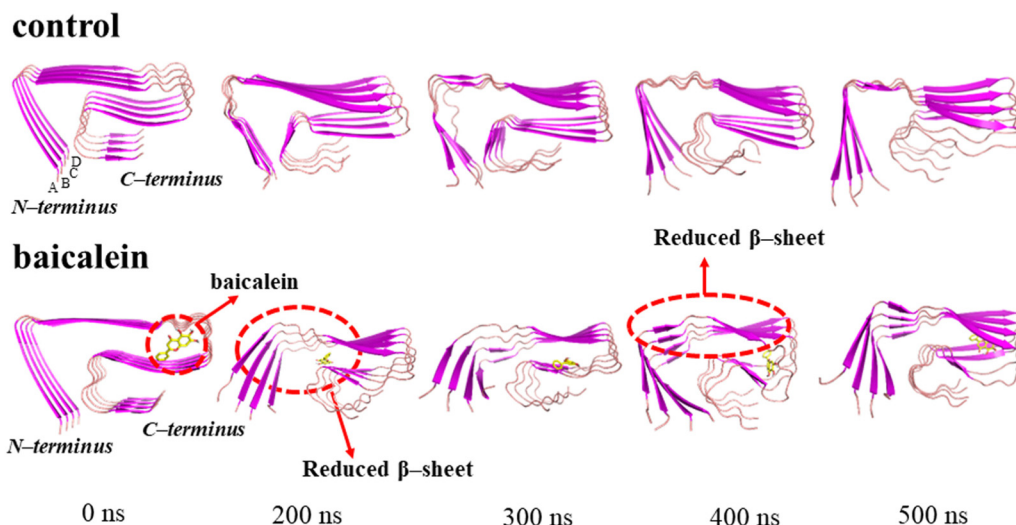 control
D
C
B
A
C–terminus
N–terminus
Reduced β–sheet
baicalein
baicalein
N–terminus
C–terminus
Reduced β–sheet
0 ns
200 ns
300 ns
400 ns
500 ns